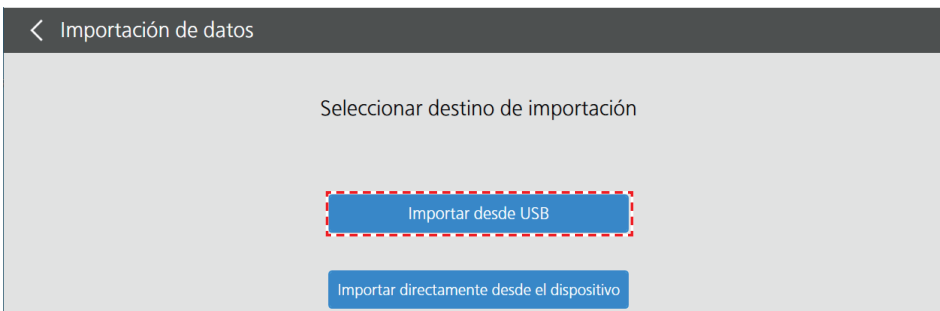 Importación de datos
Seleccionar destino de importación
Importar desde USB
Importar directamente desde el dispositivo